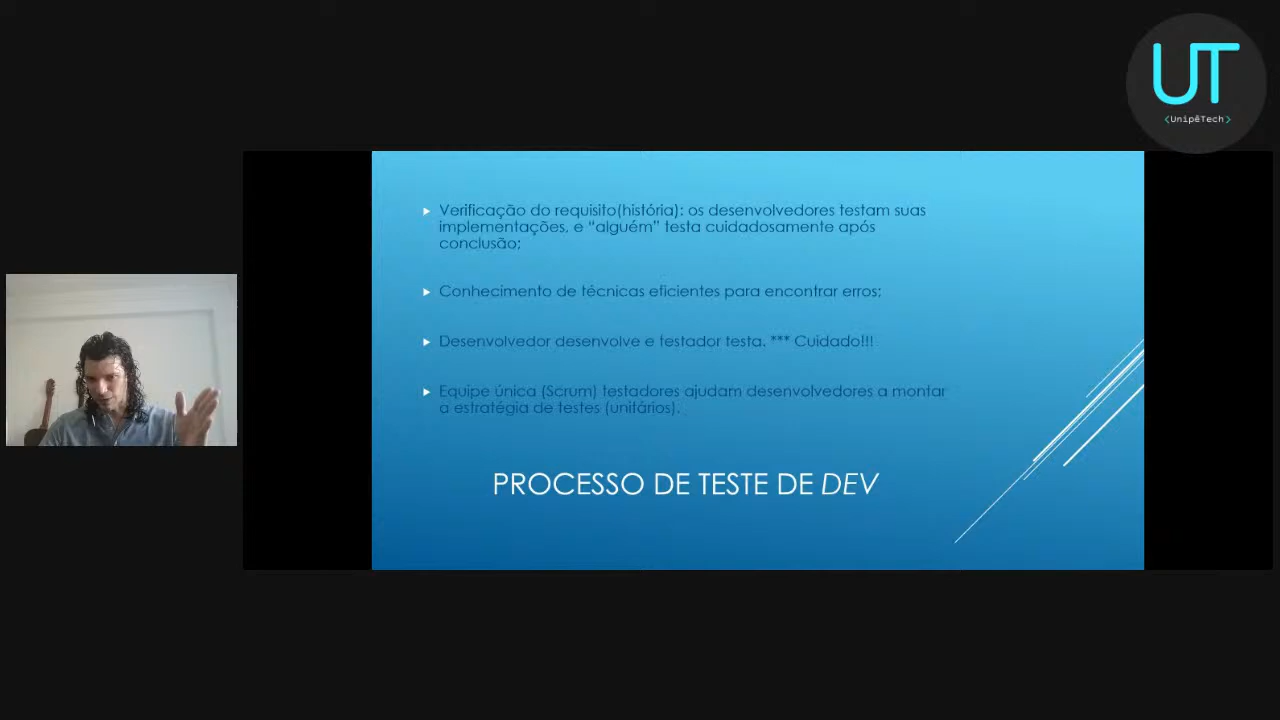 UT
<UnipêTech>
Verificação do requisito(história): os desenvolvedores testam suas
implementações, e “alguém” testa cuidadosamente após
conclusão;
Conhecimento de técnicas eficientes para encontrar erros;
Desenvolvedor desenvolve e testador testa. *** Cuidado!!!
Equipe única (Scrum) testadores ajudam desenvolvedores a montar
a estratégia de testes (unitários).
PROCESSO DE TESTE DE DEV